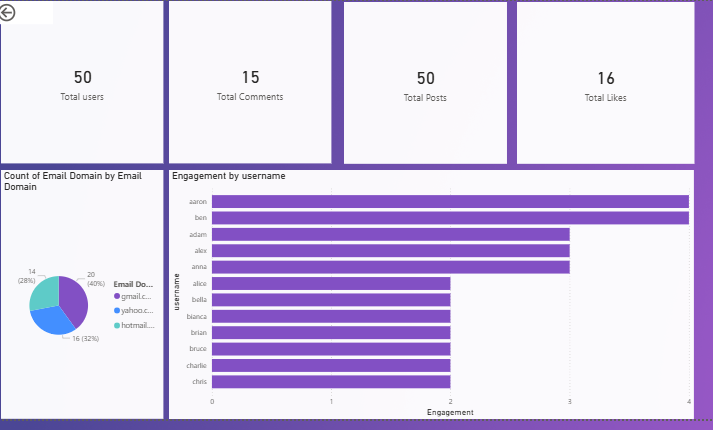 50
Total users
15
Total Comments
50
Total Posts
16
Total Likes
Count of Email Domain by Email
Domain
14
(28%)
20
(40%)
16 (32%)
Email Do...
gmail.c...
yahoo.c...
hotmail....
Engagement by username
username
aaron
ben
adam
alex
anna
alice
bella
bianca
brian
bruce
charlie
chris
0 1 2 3 4
Engagement